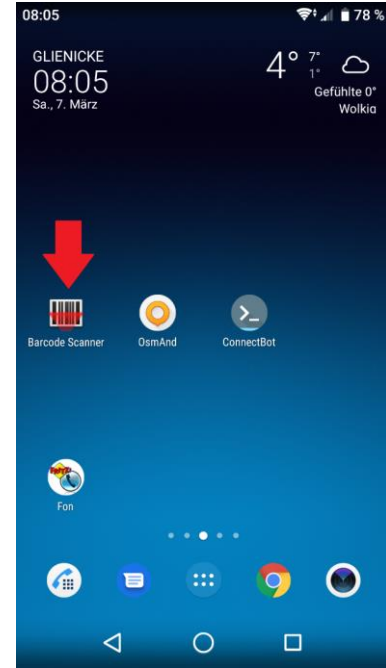 08:05
78 %
GLIENICKE
08:05
Sa., 7. März
4° 7°
1°
Gefühlte 0°
Wolkig
Barcode Scanner
OsmAnd
ConnectBot
FRITZ!
Fon